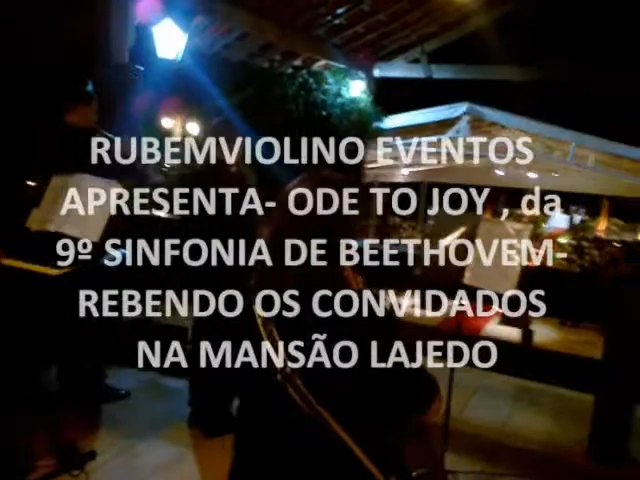 RUBEMVIOLINO EVENTOS
APRESENTA- ODE TO JOY , da
9º SINFONIA DE BEETHOVEM-
REBENDO OS CONVIDADOS
NA MANSÃO LAJEDO